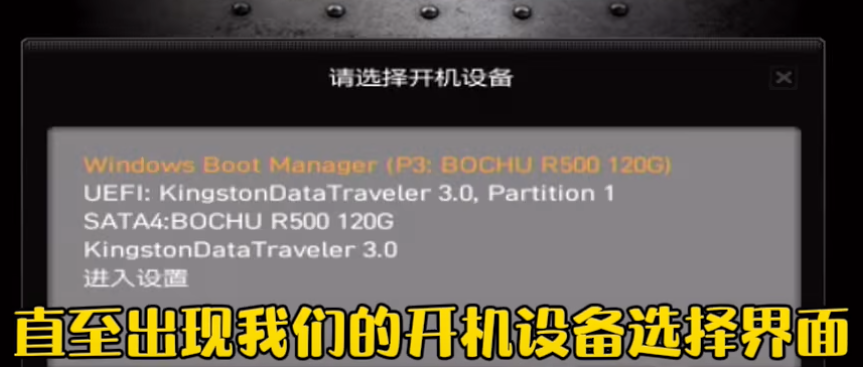 请选择开机设备
Windows Boot Manager (P3: BOCHU R500 120G)
UEFI: KingstonDataTraveler 3.0, Partition 1
SATA4:BOCHU R500 120G
KingstonDataTraveler 3.0
进入设置
直至出现我们的开机设备选择界面